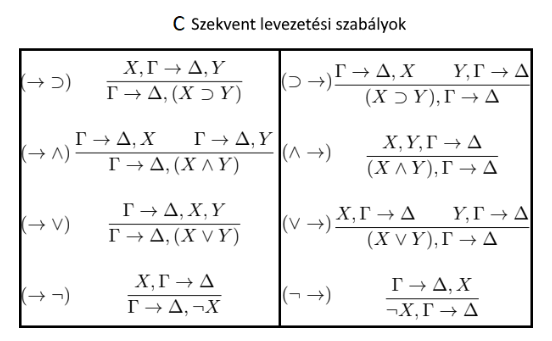 C Szekvent levezetési szabályok
(→ ⊃) X, Γ → Δ, Y
Γ → Δ, (X ⊃ Y)
(⊃ →) Γ → Δ, X Y, Γ → Δ
(X ⊃ Y), Γ → Δ
(→ ∧) Γ → Δ, X Γ → Δ, Y
Γ → Δ, (X ∧ Y)
(∧ →) X, Y, Γ → Δ
(X ∧ Y), Γ → Δ
(→ ∨) Γ → Δ, X, Y
Γ → Δ, (X ∨ Y)
(∨ →) X, Γ → Δ Y, Γ → Δ
(X ∨ Y), Γ → Δ
(→ ¬) X, Γ → Δ
Γ → Δ, ¬X
(¬ →) Γ → Δ, X
¬X, Γ → Δ